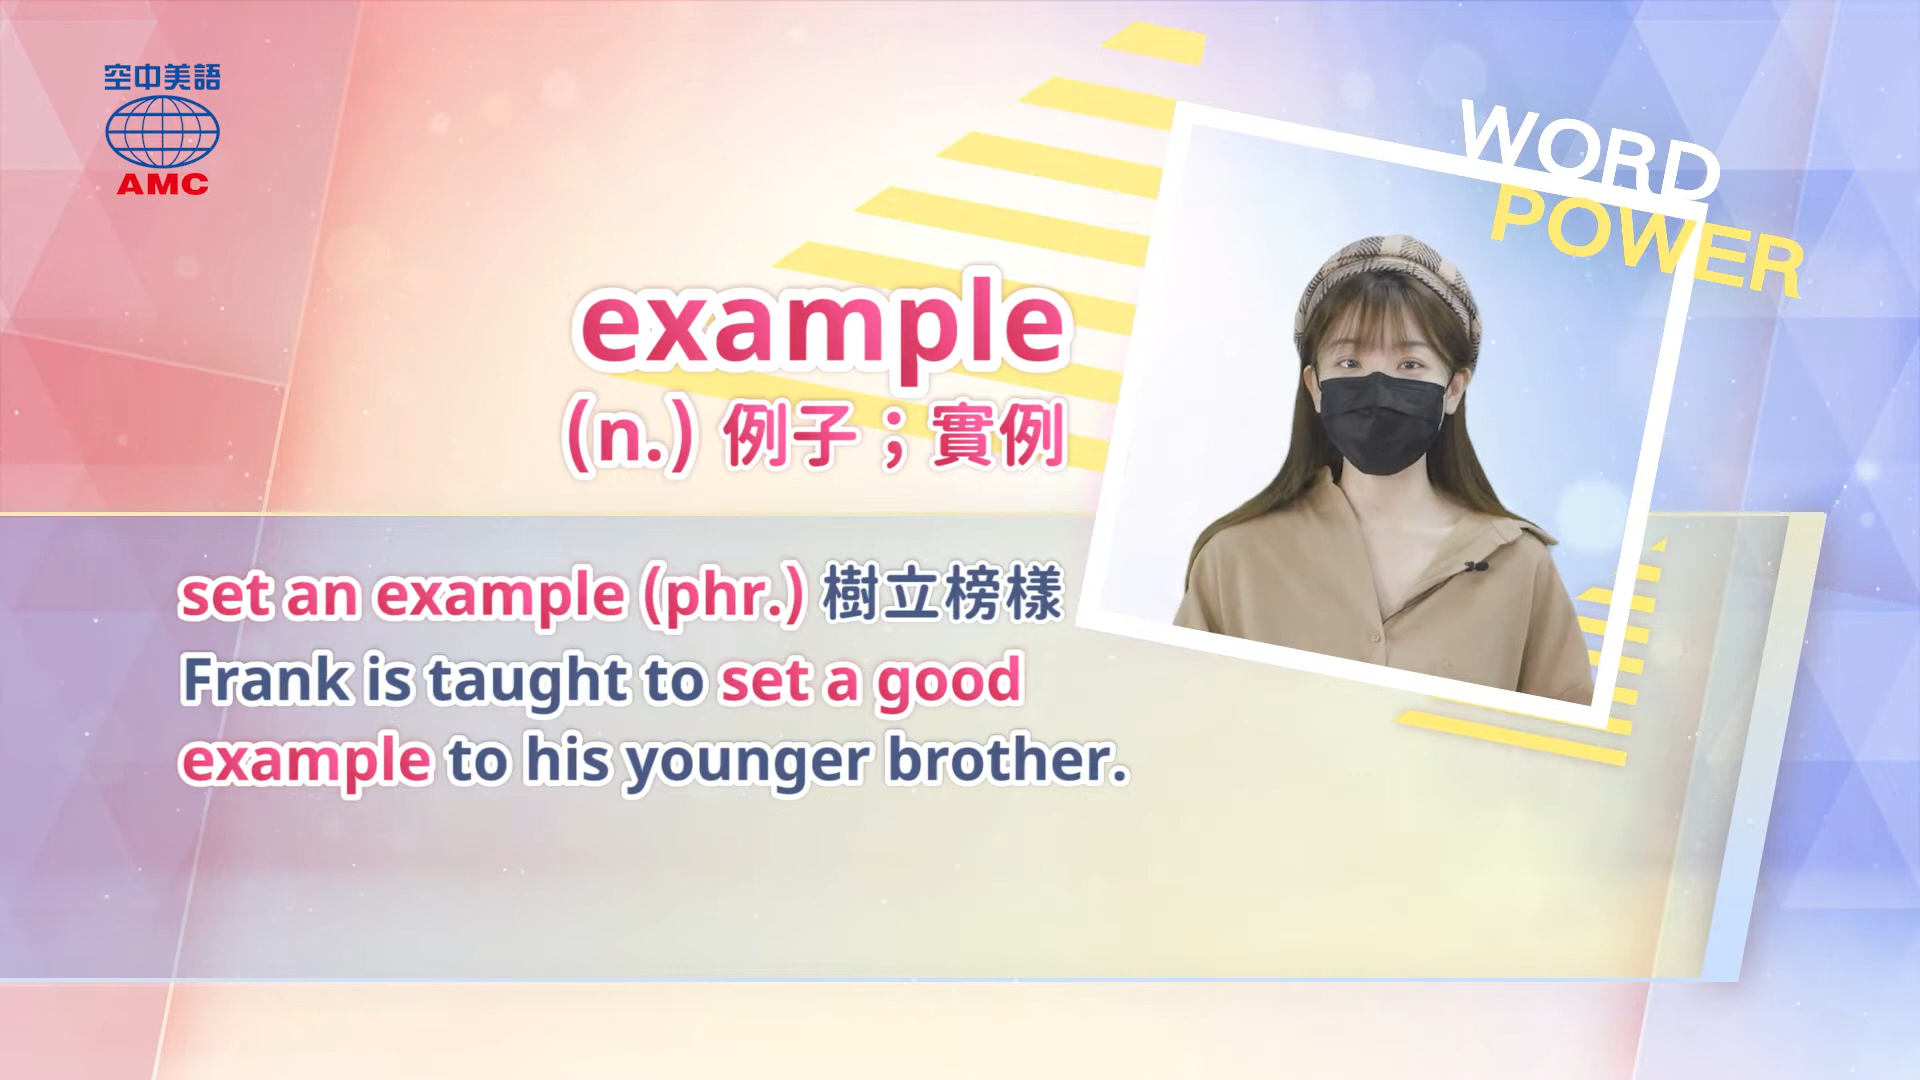 空中美語
AMC
WORD
POWER
example
(n.) 例子；實例
set an example (phr.) 樹立榜樣
Frank is taught to set a good
example to his younger brother.